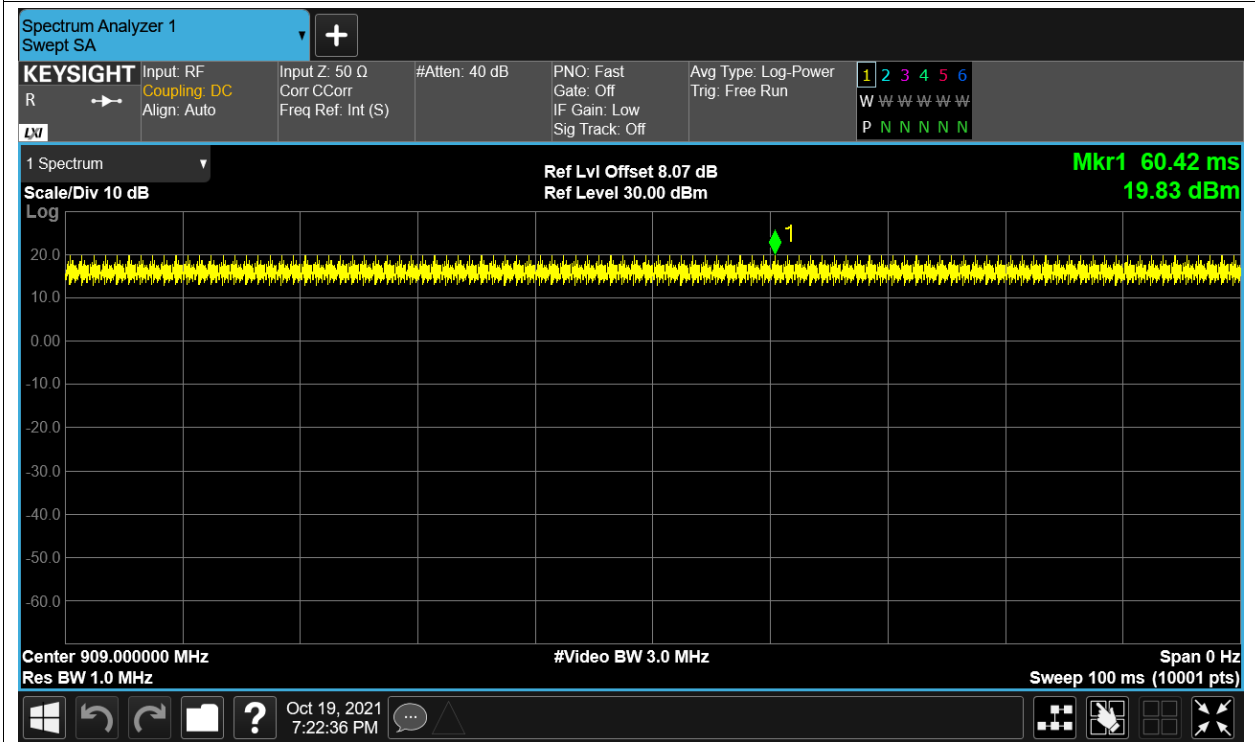 Spectrum Analyzer 1
Swept SA
+
KEYSIGHT
R
LXI
Input: RF
Coupling: DC
Align: Auto
Input Z: 50 Ω
Corr CCorr
Freq Ref: Int (S)
#Atten: 40 dB
PNO: Fast
Gate: Off
IF Gain: Low
Sig Track: Off
Avg Type: Log-Power
Trig: Free Run
1 2 3 4 5 6
W W W W W W
P N N N N N
1 Spectrum
Scale/Div 10 dB
Ref Lvl Offset 8.07 dB
Ref Level 30.00 dBm
Mkr1 60.42 ms
19.83 dBm
Log
1
20.0
10.0
0.00
-10.0
-20.0
-30.0
-40.0
-50.0
-60.0
Center 909.000000 MHz
#Video BW 3.0 MHz
Span 0 Hz
Res BW 1.0 MHz
Sweep 100 ms (10001 pts)
?
Oct 19, 2021
7:22:36 PM